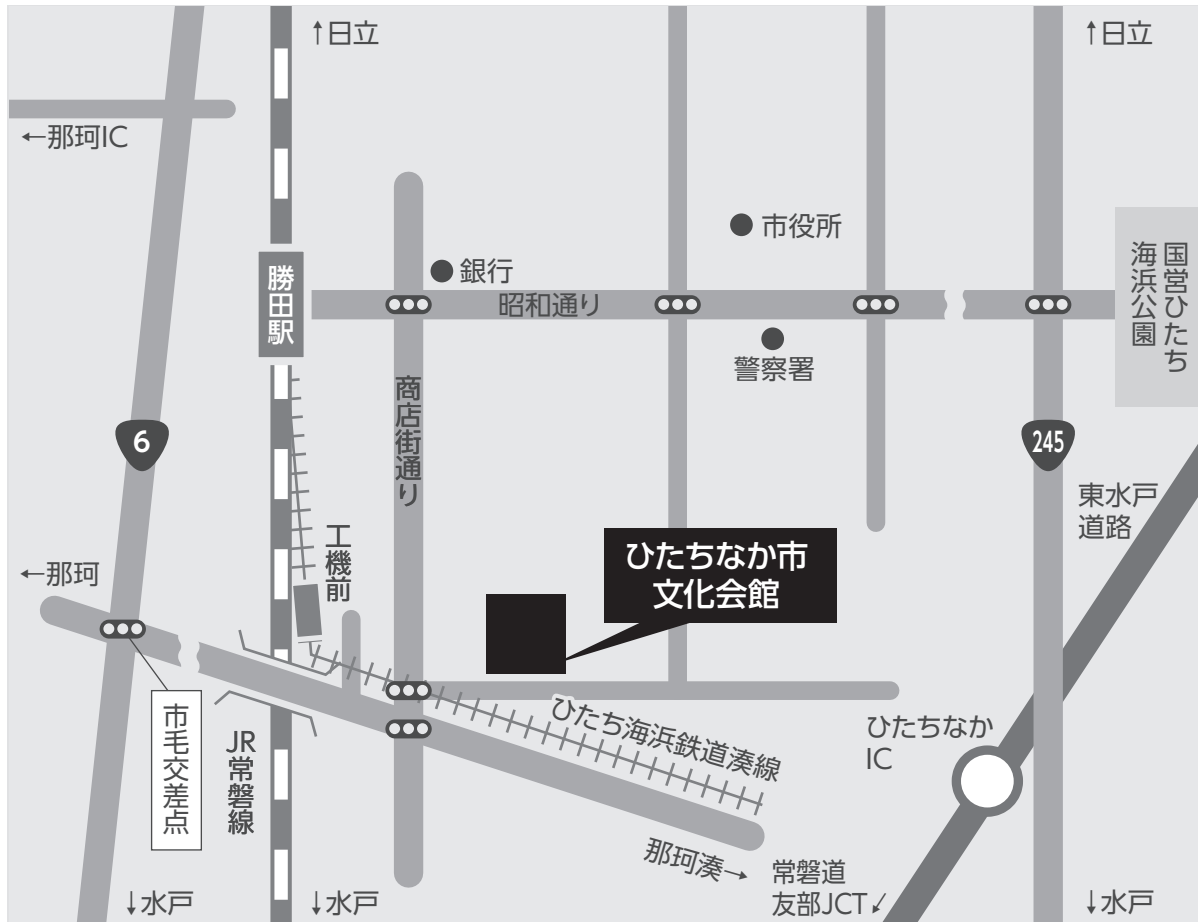 ↑日立
↑日立
←那珂IC
市役所
銀行
国営ひたち
海浜公園
勝田駅
昭和通り
警察署
商店街通り
6
245
東水戸
道路
工機前
ひたちなか市
文化会館
←那珂
市毛交差点
JR常磐線
ひたち海浜鉄道湊線
ひたちなか
IC
那珂湊→
常磐道
友部JCT↙
↓水戸
↓水戸
↓水戸